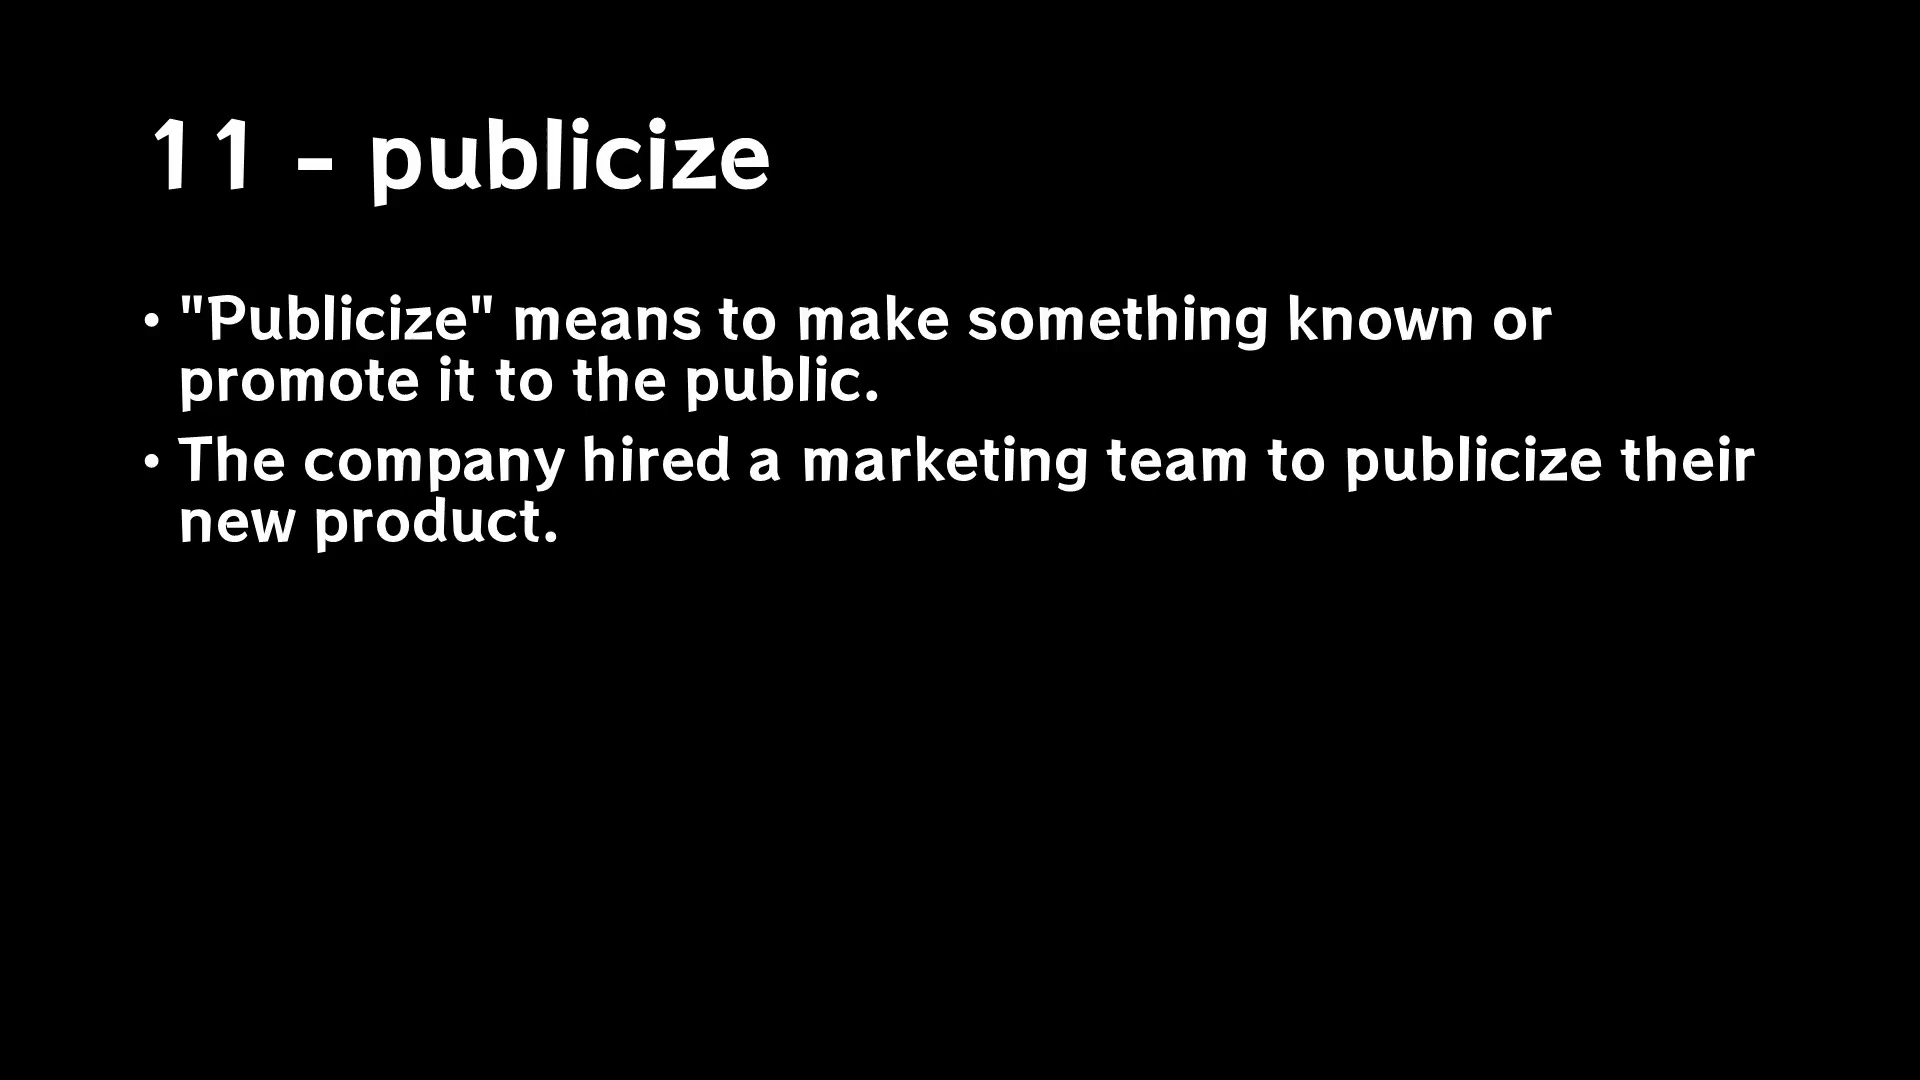 11 - publicize
• "Publicize" means to make something known or
promote it to the public.
• The company hired a marketing team to publicize their
new product.